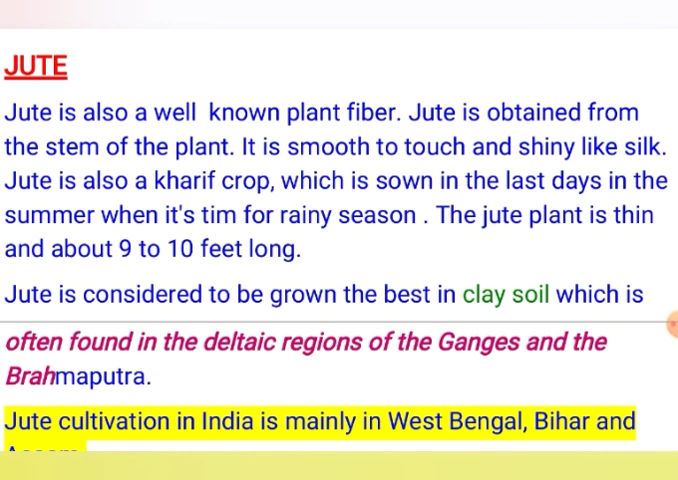 JUTE
Jute is also a well known plant fiber. Jute is obtained from
the stem of the plant. It is smooth to touch and shiny like silk.
Jute is also a kharif crop, which is sown in the last days in the
summer when it's tim for rainy season . The jute plant is thin
and about 9 to 10 feet long.
Jute is considered to be grown the best in clay soil which is
often found in the deltaic regions of the Ganges and the
Brahmaputra.
Jute cultivation in India is mainly in West Bengal, Bihar and